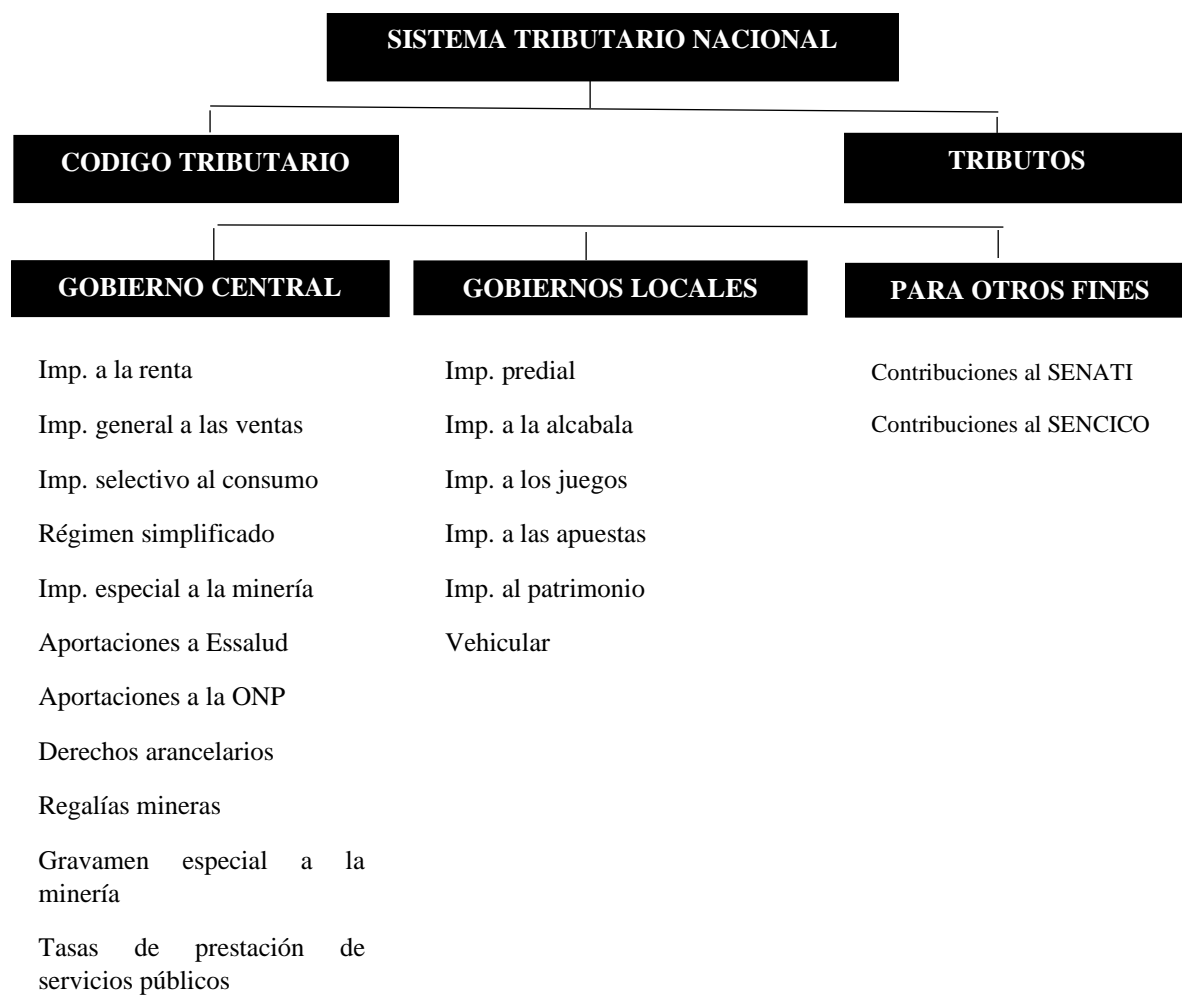 SISTEMA TRIBUTARIO NACIONAL
CODIGO TRIBUTARIO
TRIBUTOS
GOBIERNO CENTRAL
GOBIERNOS LOCALES
PARA OTROS FINES
Imp. a la renta
Imp. general a las ventas
Imp. selectivo al consumo
Régimen simplificado
Imp. especial a la minería
Aportaciones a Essalud
Aportaciones a la ONP
Derechos arancelarios
Regalías mineras
Gravamen especial a la
minería
Tasas de prestación de
servicios públicos
Imp. predial
Imp. a la alcabala
Imp. a los juegos
Imp. a las apuestas
Imp. al patrimonio
Vehicular
Contribuciones al SENATI
Contribuciones al SENCICO